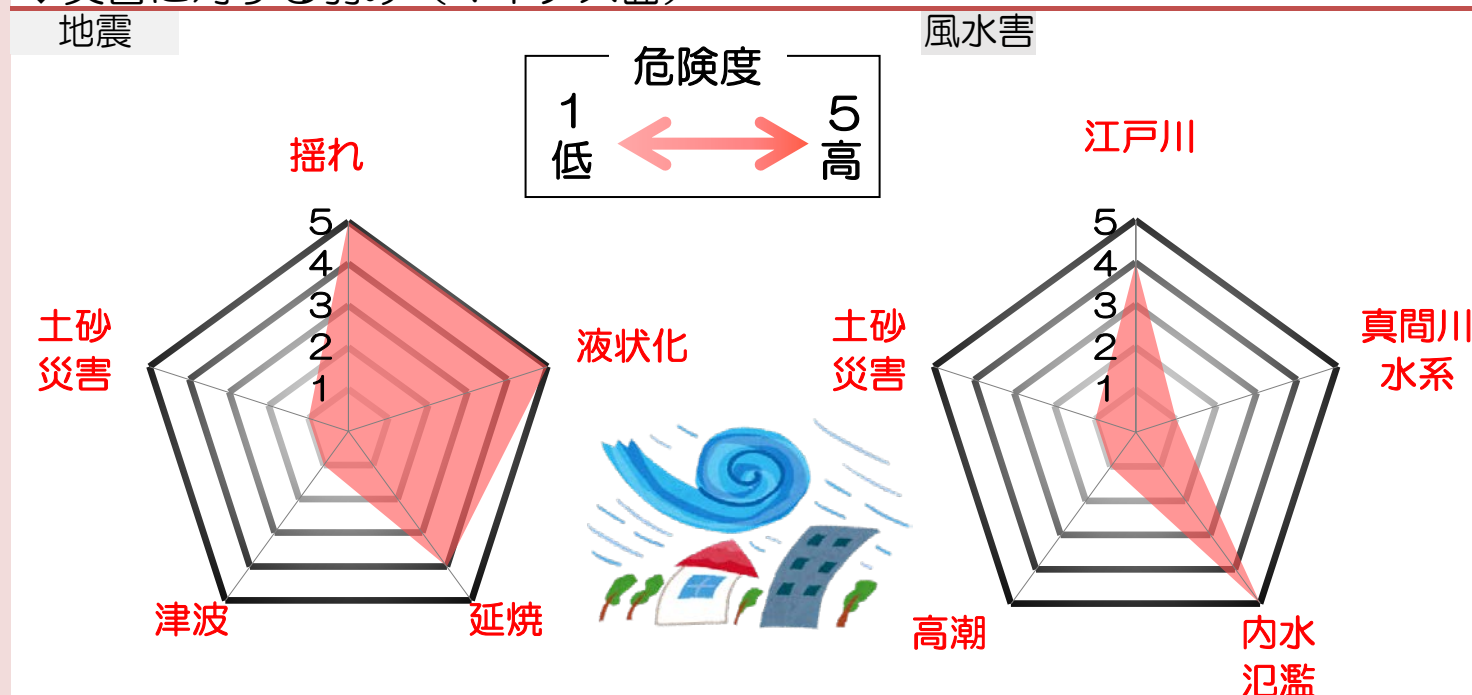 地震
風水害
危険度
1
低
5
高
揺れ
5
4
3
2
1
土砂
災害
液状化
津波
延焼
江戸川
5
4
3
2
1
土砂
災害
真間川
水系
高潮
内水
氾濫